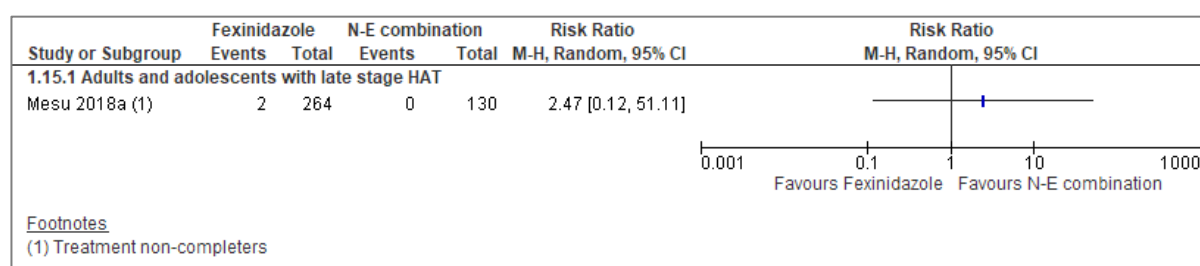 Fexinidazole N-E combination Risk Ratio Risk Ratio
Study or Subgroup Events Total Events Total M-H, Random, 95% CI M-H, Random, 95% CI
1.15.1 Adults and adolescents with late stage HAT
Mesu 2018a (1) 2 264 0 130 2.47 [0.12, 51.11]
0.001 0.1 1 10 1000
Favours Fexinidazole Favours N-E combination
Footnotes
(1) Treatment non-completers